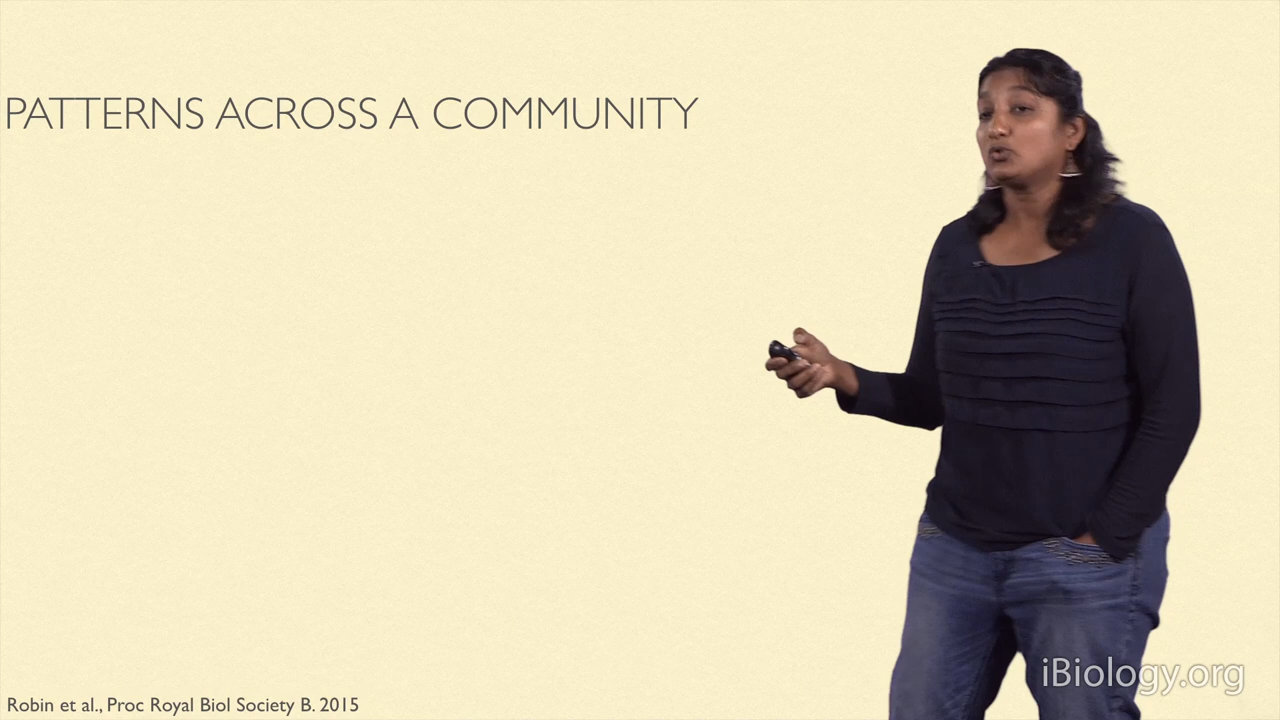 PATTERNS ACROSS A COMMUNITY
Robin et al., Proc Royal Biol Society B. 2015
iBiology.org